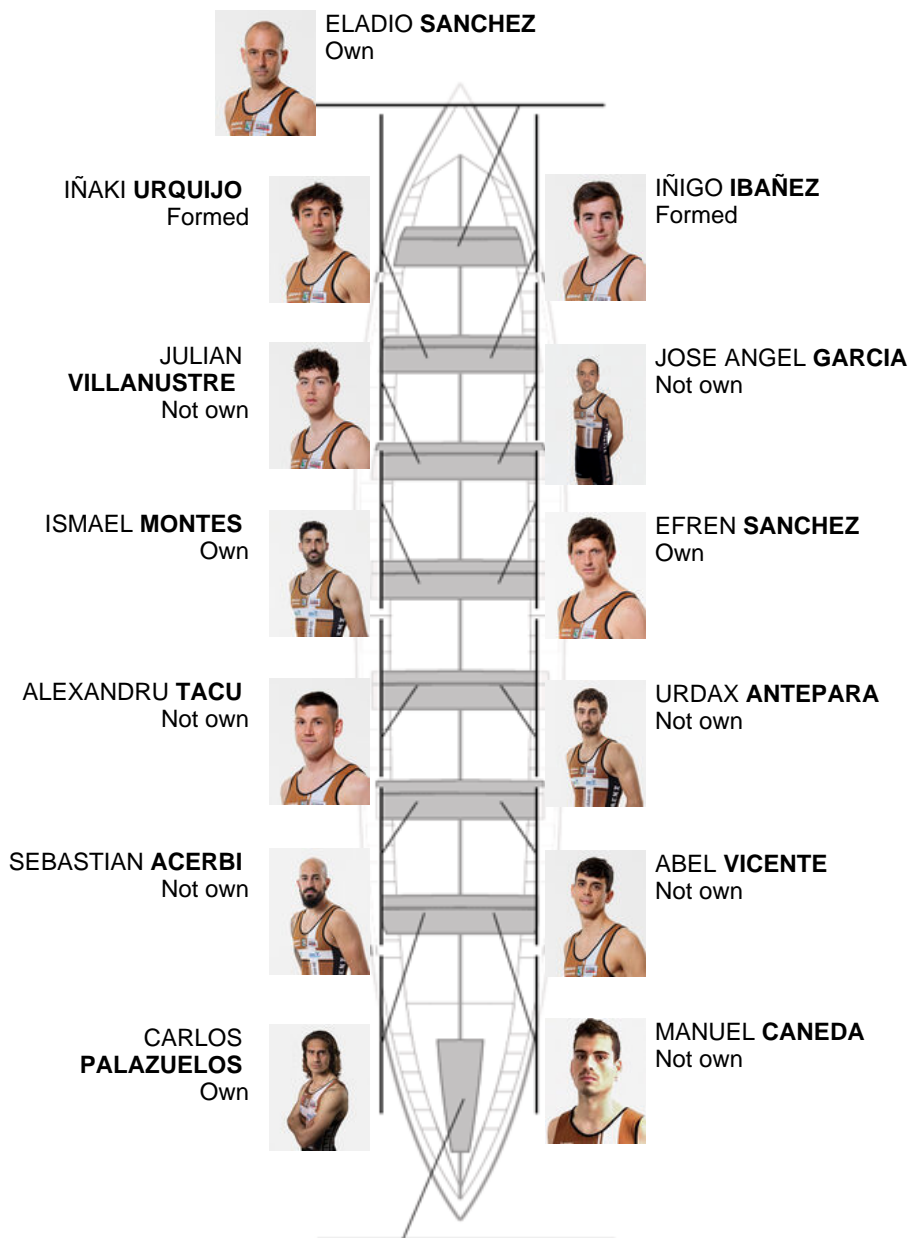 ELADIO SANCHEZ
Own
IÑAKI URQUIJO
Formed
IÑIGO IBAÑEZ
Formed
JULIAN
VILLANUSTRE
Not own
JOSE ANGEL GARCIA
Not own
ISMAEL MONTES
Own
EFREN SANCHEZ
Own
ALEXANDRU TACU
Not own
URDAX ANTEPARA
Not own
SEBASTIAN ACERBI
Not own
ABEL VICENTE
Not own
CARLOS
PALAZUELOS
Own
MANUEL CANEDA
Not own